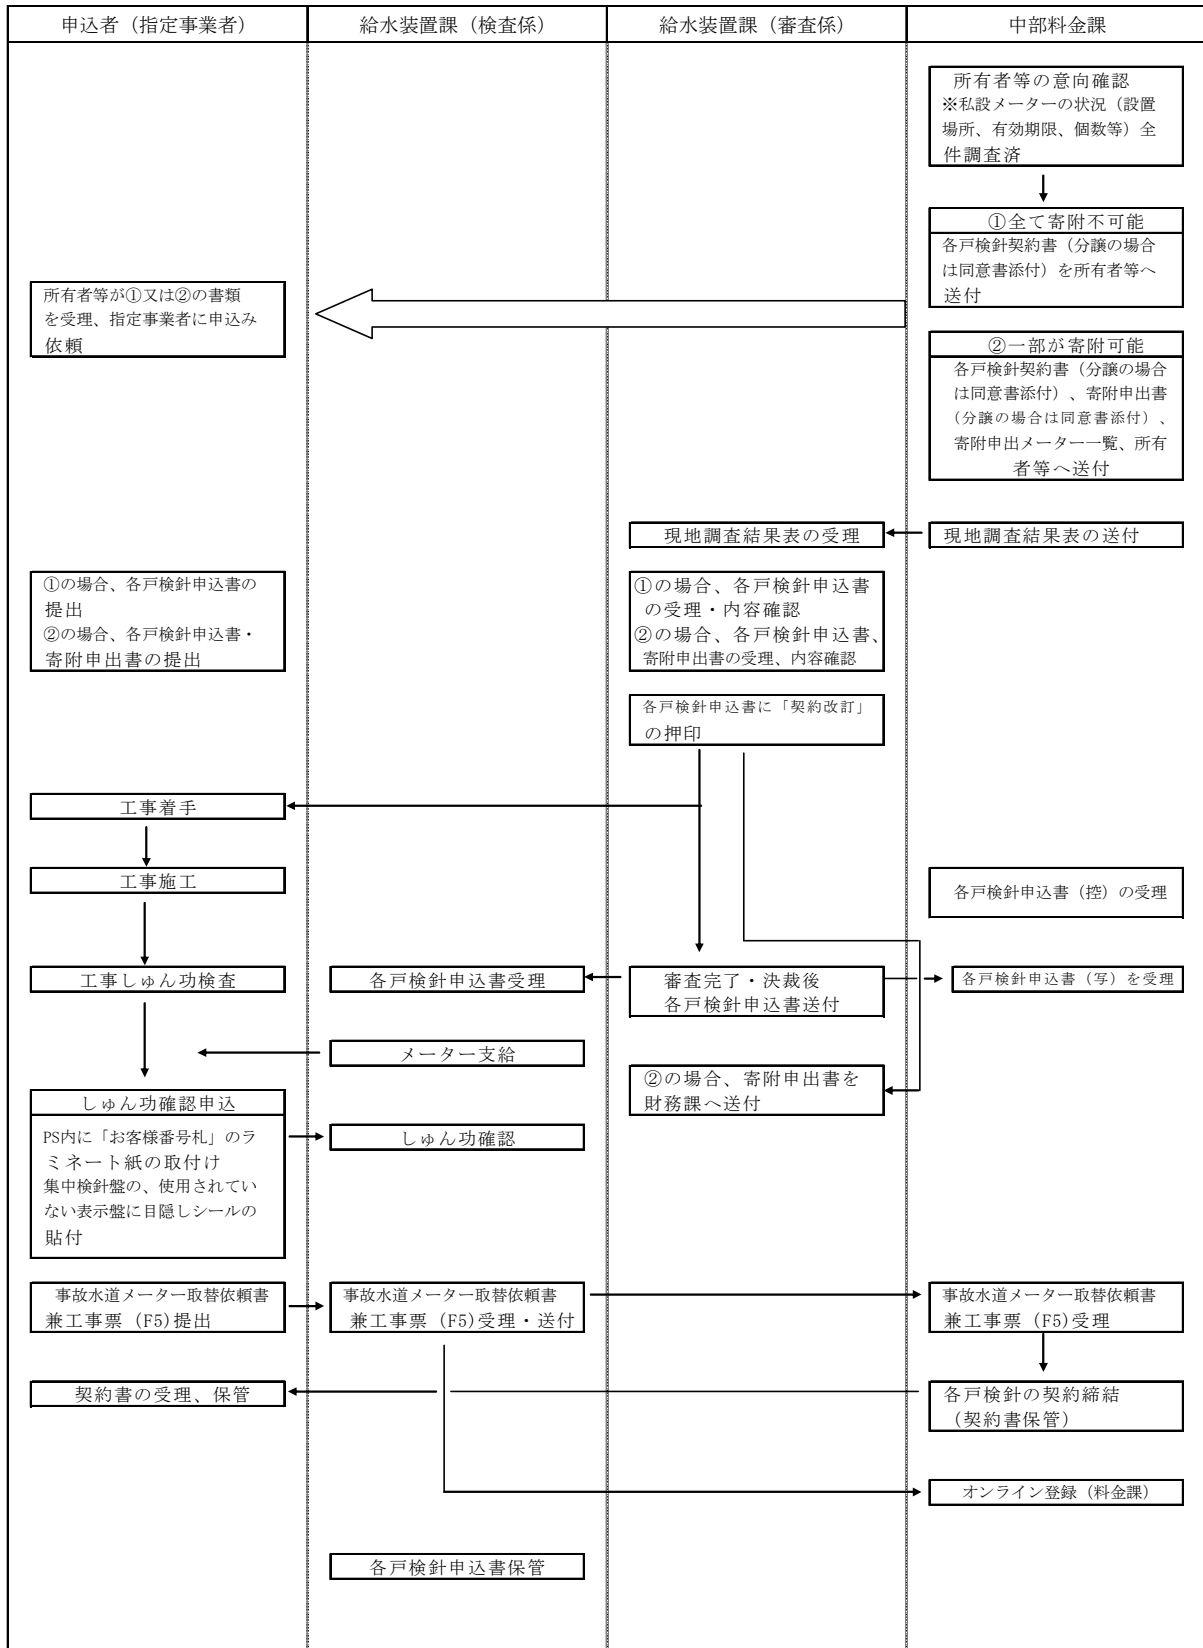 申込者（指定事業者）
給水装置課（検査係）
給水装置課（審査係）
中部料金課
所有者等の意向確認
※私設メーターの状況（設置
場所、有効期限、個数等）全
件調査済
①全て寄附不可能
各戸検針契約書（分譲の場合
は同意書添付）を所有者等へ
送付
所有者等が①又は②の書類
を受理、指定事業者に申込み
依頼
②一部が寄附可能
各戸検針契約書（分譲の場合
は同意書添付）、寄附申出書
（分譲の場合は同意書添付）、
寄附申出メーター一覧、所有
者等へ送付
現地調査結果表の受理
現地調査結果表の送付
①の場合、各戸検針申込書の
提出
②の場合、各戸検針申込書・
寄附申出書の提出
①の場合、各戸検針申込書
の受理・内容確認
②の場合、各戸検針申込書、
寄附申出書の受理、内容確認
各戸検針申込書に「契約改訂」
の押印
工事着手
工事施工
各戸検針申込書（控）の受理
工事しゅん功検査
各戸検針申込書受理
審査完了・決裁後
各戸検針申込書送付
各戸検針申込書（写）を受理
メーター支給
②の場合、寄附申出書を
財務課へ送付
しゅん功確認申込
PS内に「お客様番号札」のラ
ミネート紙の取付け
集中検針盤の、使用されてい
ない表示盤に目隠しシールの
貼付
しゅん功確認
事故水道メーター取替依頼書
兼工事票（F5)提出
事故水道メーター取替依頼書
兼工事票（F5)受理・送付
事故水道メーター取替依頼書
兼工事票（F5)受理
契約書の受理、保管
各戸検針の契約締結
（契約書保管）
オンライン登録（料金課）
各戸検針申込書保管